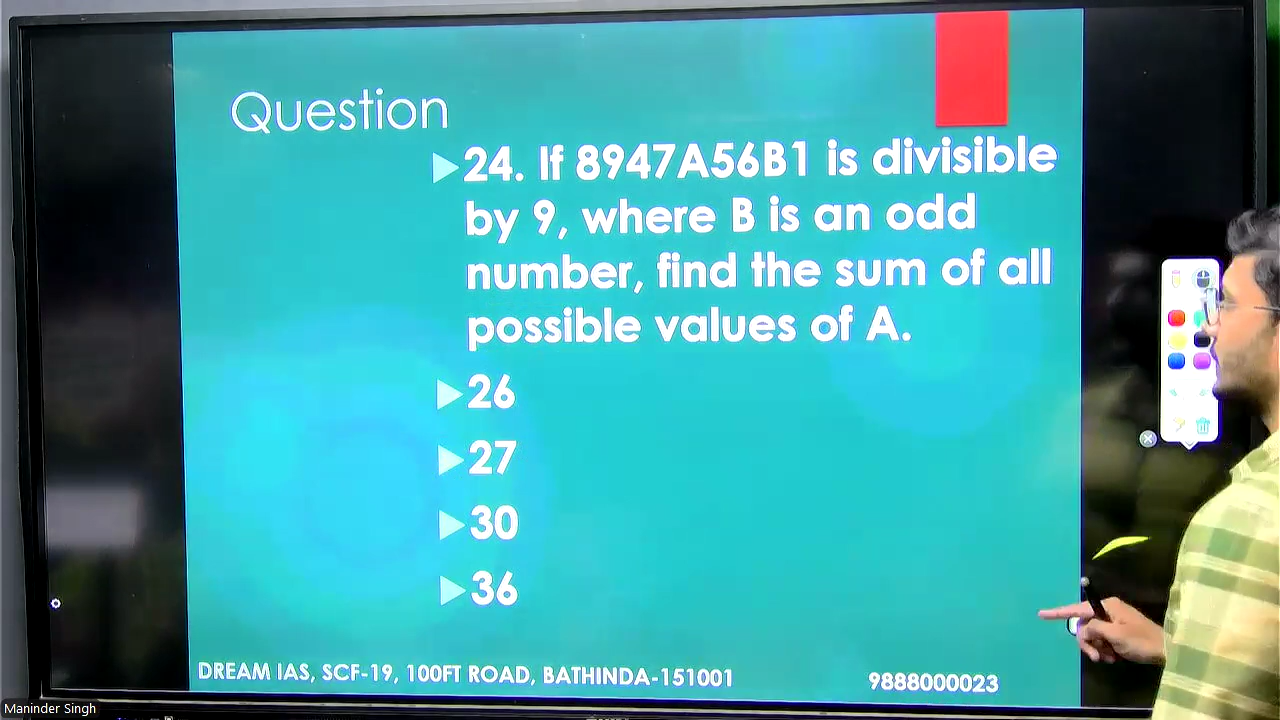 Question
24. If 8947A56B1 is divisible
by 9, where B is an odd
number, find the sum of all
possible values of A.
26
27
30
36
DREAM IAS, SCF-19, 100FT ROAD, BATHINDA-151001 9888000023
Maninder Singh